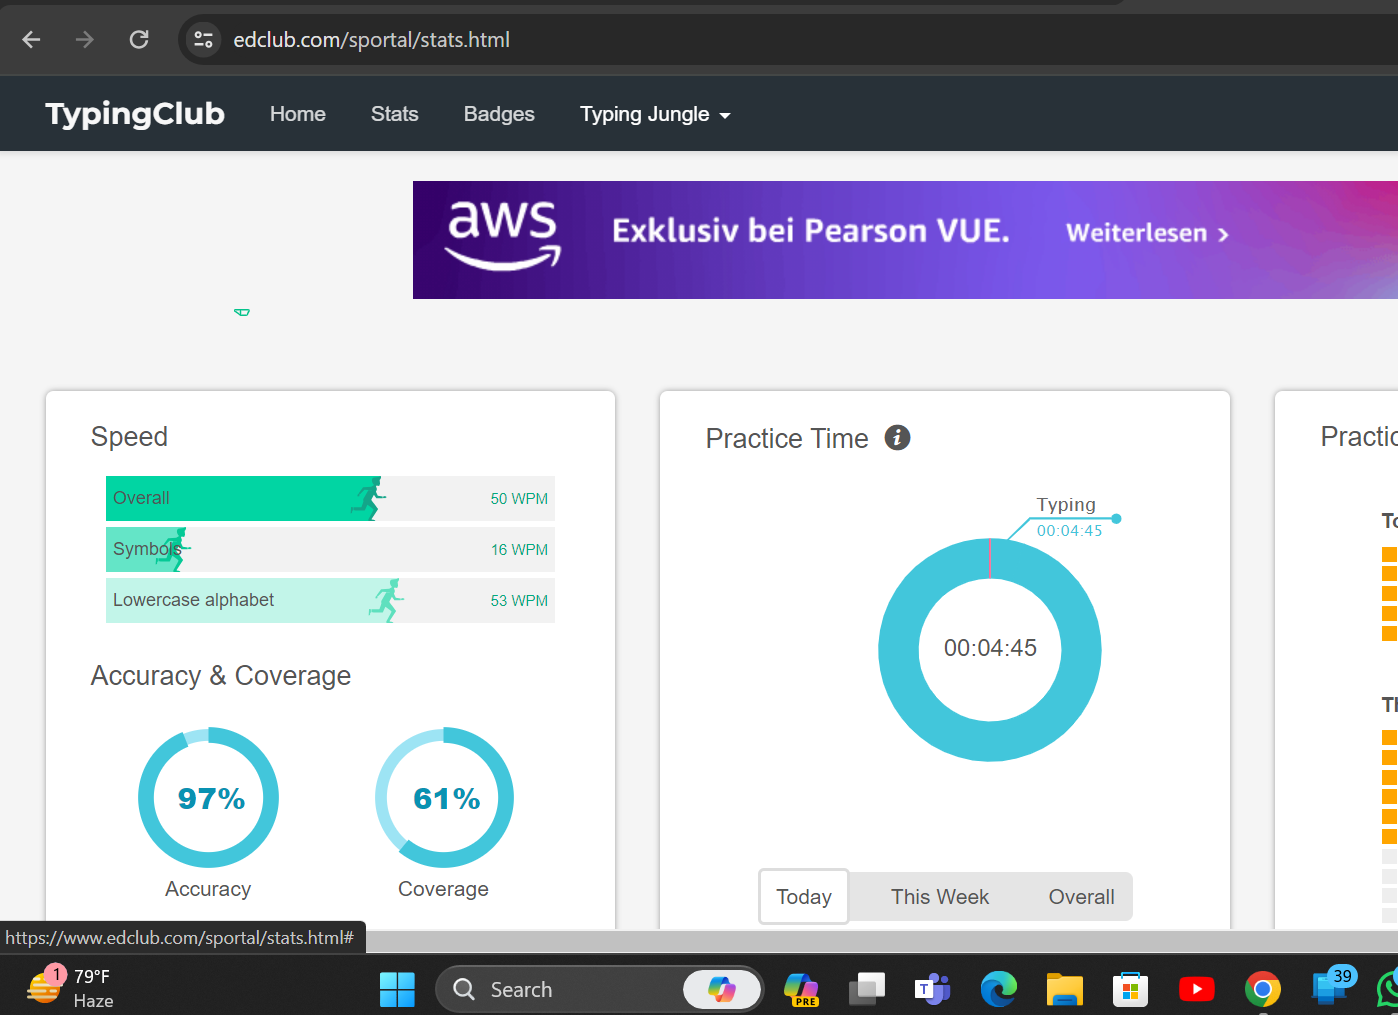 edclub.com/sportal/stats.html
TypingClub Home Stats Badges Typing Jungle
aws Exklusiv bei Pearson VUE. Weiterlesen >
Speed
Overall 50 WPM
Symbols 16 WPM
Lowercase alphabet 53 WPM
Accuracy & Coverage
97%
Accuracy
61%
Coverage
Practice Time i
Typing
00:04:45
00:04:45
Today This Week Overall
https://www.edclub.com/sportal/stats.html#
1 79°F
Haze
Search
PRE
T
39